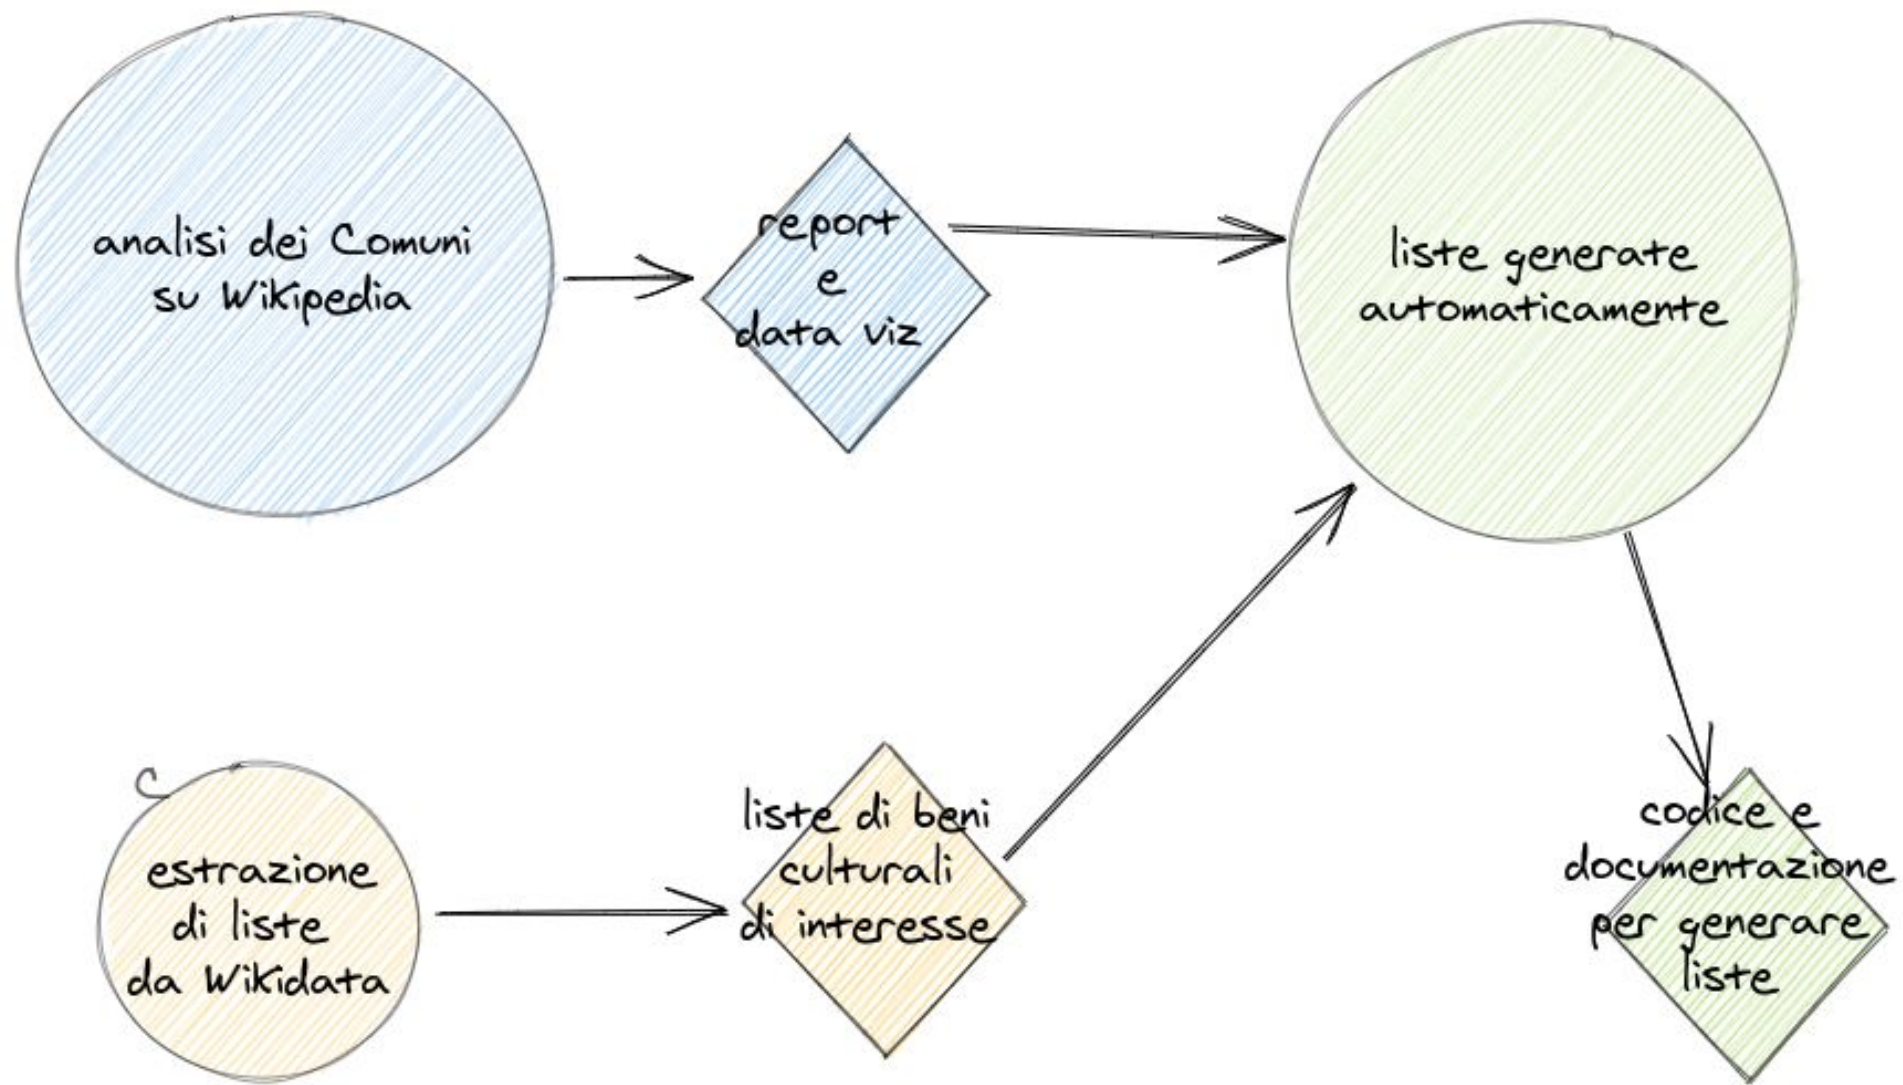 analisi dei Comuni
su Wikipedia
report
e
data viz
liste generate
automaticamente
estrazione
di liste
da Wikidata
liste di beni
culturali
di interesse
codice e
documentazione
per generare
liste